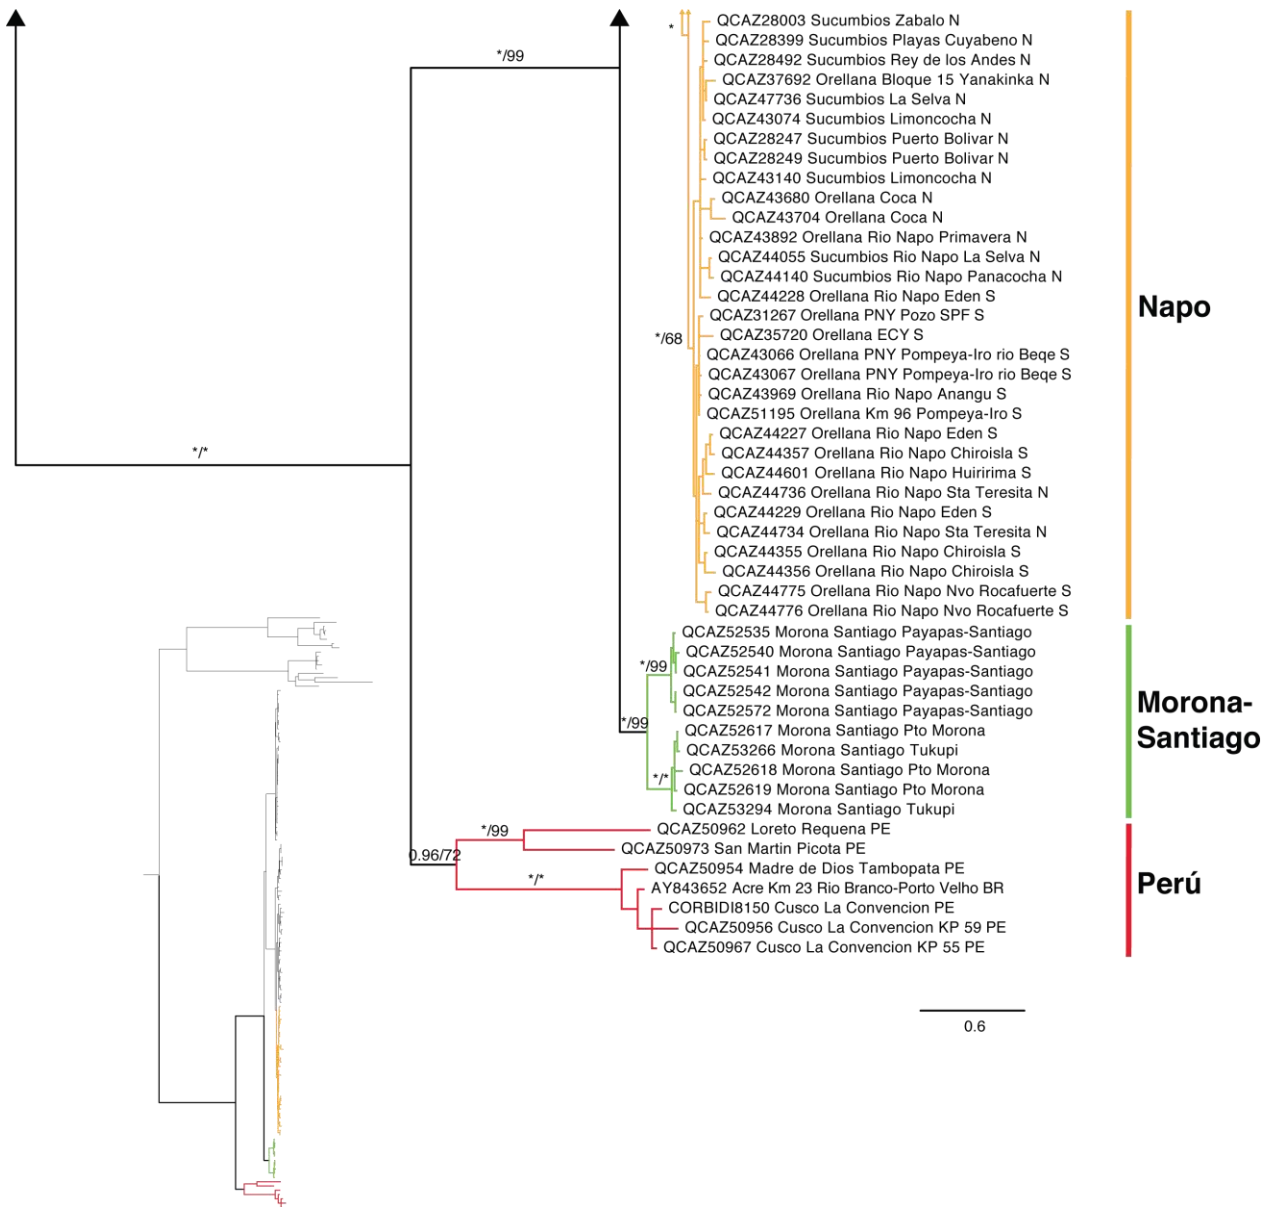 */99
*
QCAZ28003 Sucumbios Zabalo N
QCAZ28399 Sucumbios Playas Cuyabeno N
QCAZ28492 Sucumbios Rey de los Andes N
QCAZ37692 Orellana Bloque 15 Yanakinka N
QCAZ47736 Sucumbios La Selva N
QCAZ43074 Sucumbios Limoncocha N
QCAZ28247 Sucumbios Puerto Bolivar N
QCAZ28249 Sucumbios Puerto Bolivar N
QCAZ43140 Sucumbios Limoncocha N
QCAZ43680 Orellana Coca N
QCAZ43704 Orellana Coca N
QCAZ43892 Orellana Rio Napo Primavera N
QCAZ44055 Sucumbios Rio Napo La Selva N
QCAZ44140 Sucumbios Rio Napo Panacocha N
QCAZ44228 Orellana Rio Napo Eden S
QCAZ31267 Orellana PNY Pozo SPF S
*/68
QCAZ35720 Orellana ECY S
QCAZ43066 Orellana PNY Pompeya-Iro rio Beqe S
QCAZ43067 Orellana PNY Pompeya-Iro rio Beqe S
QCAZ43969 Orellana Rio Napo Anangu S
QCAZ51195 Orellana Km 96 Pompeya-Iro S
QCAZ44227 Orellana Rio Napo Eden S
QCAZ44357 Orellana Rio Napo Chiroisla S
QCAZ44601 Orellana Rio Napo Huiririma S
QCAZ44736 Orellana Rio Napo Sta Teresita N
QCAZ44229 Orellana Rio Napo Eden S
QCAZ44734 Orellana Rio Napo Sta Teresita N
QCAZ44355 Orellana Rio Napo Chiroisla S
QCAZ44356 Orellana Rio Napo Chiroisla S
QCAZ44775 Orellana Rio Napo Nvo Rocafuerte S
QCAZ44776 Orellana Rio Napo Nvo Rocafuerte S
Napo
*/*
QCAZ52535 Morona Santiago Payapas-Santiago
QCAZ52540 Morona Santiago Payapas-Santiago
*/99
QCAZ52541 Morona Santiago Payapas-Santiago
QCAZ52542 Morona Santiago Payapas-Santiago
QCAZ52572 Morona Santiago Payapas-Santiago
*/99
QCAZ52617 Morona Santiago Pto Morona
QCAZ53266 Morona Santiago Tukupi
QCAZ52618 Morona Santiago Pto Morona
*/*
QCAZ52619 Morona Santiago Pto Morona
QCAZ53294 Morona Santiago Tukupi
Morona-
Santiago
*/99
QCAZ50962 Loreto Requena PE
QCAZ50973 San Martin Picota PE
0.96/72
QCAZ50954 Madre de Dios Tambopata PE
*/*
AY843652 Acre Km 23 Rio Branco-Porto Velho BR
CORBIDI8150 Cusco La Convencion PE
QCAZ50956 Cusco La Convencion KP 59 PE
QCAZ50967 Cusco La Convencion KP 55 PE
Perú
0.6